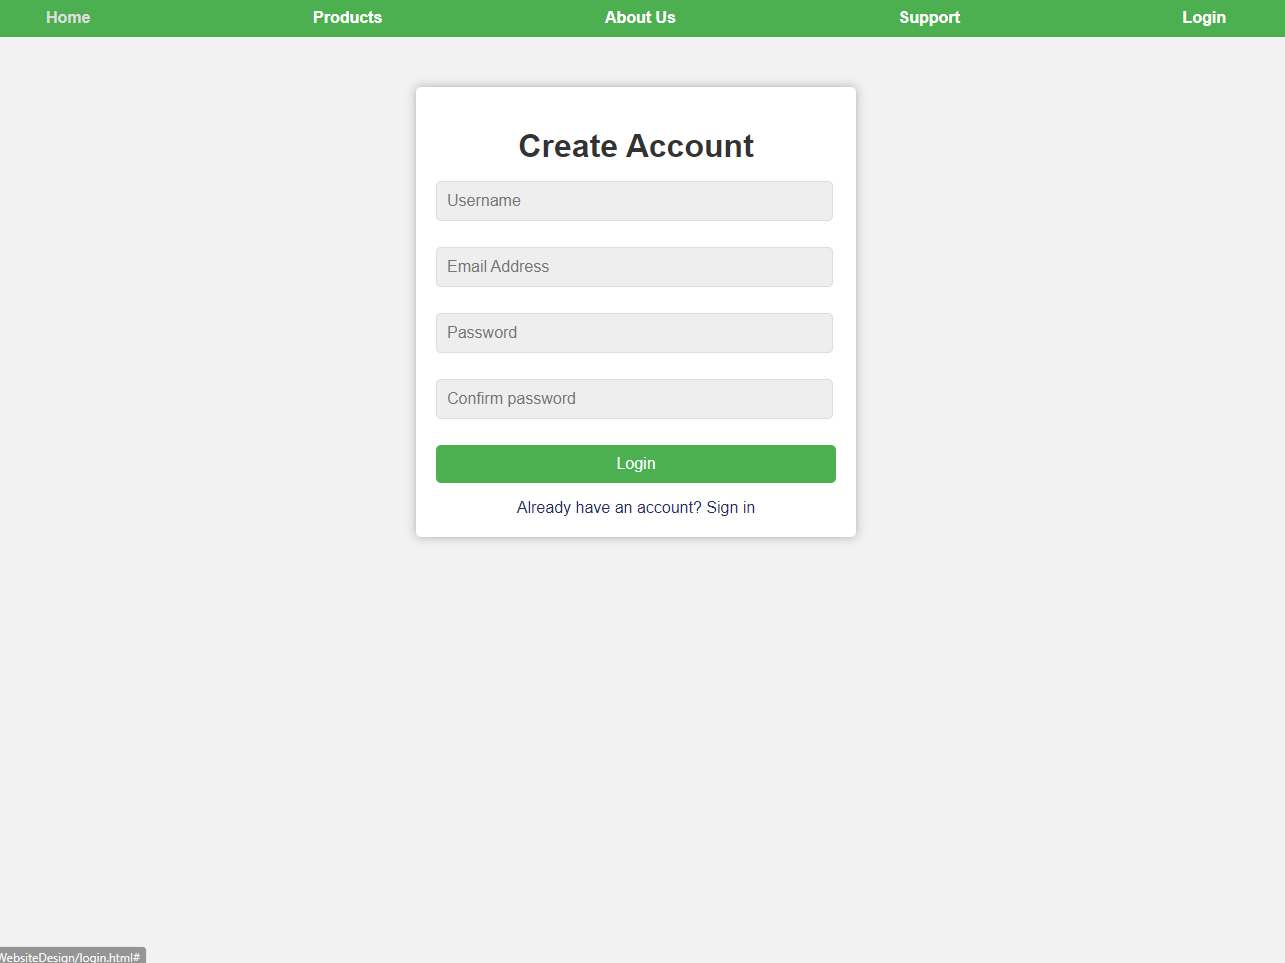 Home Products About Us Support Login
Create Account
Username
Email Address
Password
Confirm password
Login
Already have an account? Sign in
WebsiteDesign/login.html#